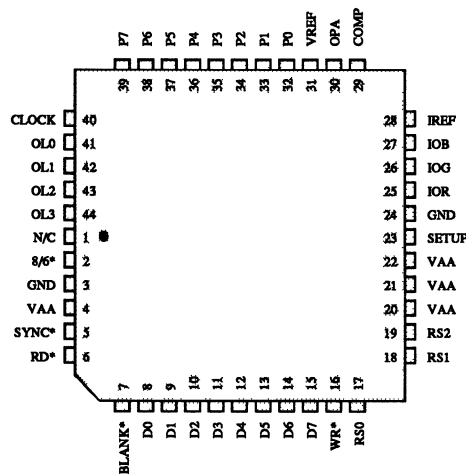 P7 P6 P5 P4 P3 P2 P1 P0 VREF OPA COMP
39 38 37 36 35 34 33 32 31 30 29
CLOCK 40 28 IREF
OL0 41 27 IOB
OL1 42 26 IOG
OL2 43 25 IOR
OL3 44 24 GND
N/C 1 23 SETUP
8/6* 2 22 VAA
GND 3 21 VAA
VAA 4 20 VAA
SYNC* 5 19 RS2
RD* 6 18 RS1
7 8 9 10 11 12 13 14 15 16 17
BLANK* D0 D1 D2 D3 D4 D5 D6 D7 WR* RS0